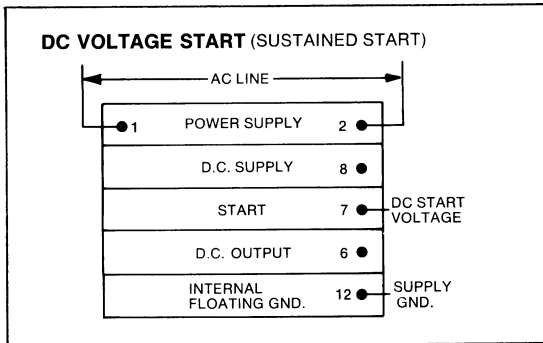 DC VOLTAGE START (SUSTAINED START)
AC LINE
1 POWER SUPPLY 2
D.C. SUPPLY 8
START 7 DC START VOLTAGE
D.C. OUTPUT 6
INTERNAL FLOATING GND. 12 SUPPLY GND.